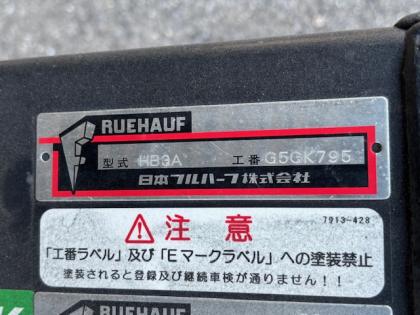 RUEHAUF
型式 HB3A 工番 G5GK795
日本フルハーフ株式会社
⚠注意 7913-428
「工番ラベル」及び「Eマークラベル」への塗装禁止
塗装されると登録及び継続車検が通りません!!
RUEHAUF